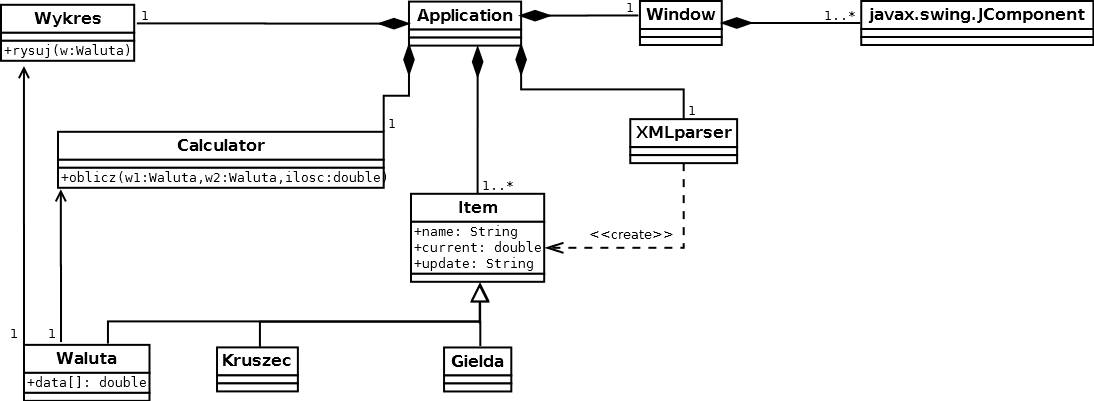 Wykres
+rysuj(w:Waluta)
1
Application
1
Window
1..*
javax.swing.JComponent
1
Calculator
+oblicz(w1:Waluta,w2:Waluta,ilosc:double)
1
XMLparser
1..*
Item
+name: String
+current: double
+update: String
<<create>>
1
1
Waluta
+data[]: double
Kruszec
Gielda